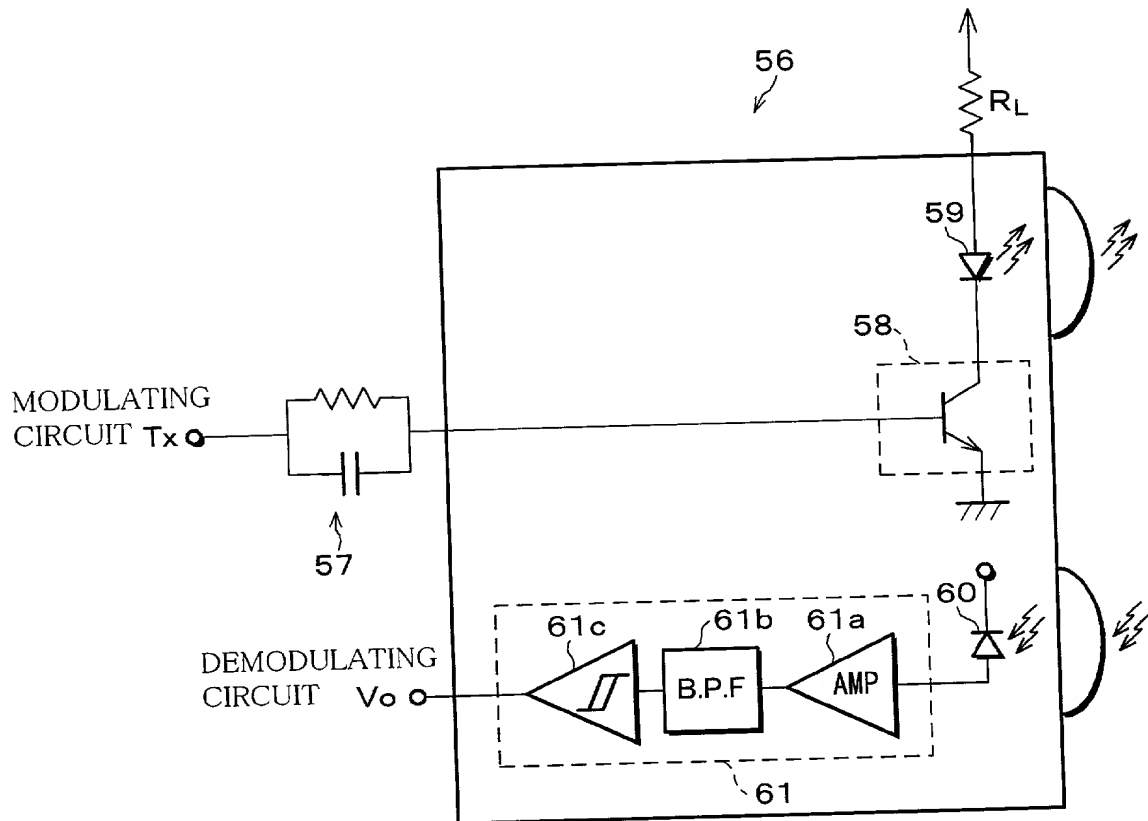 56
RL
59
58
MODULATING
CIRCUIT Tx
57
60
61c
61b
61a
DEMODULATING
CIRCUIT Vo
B.P.F
AMP
61